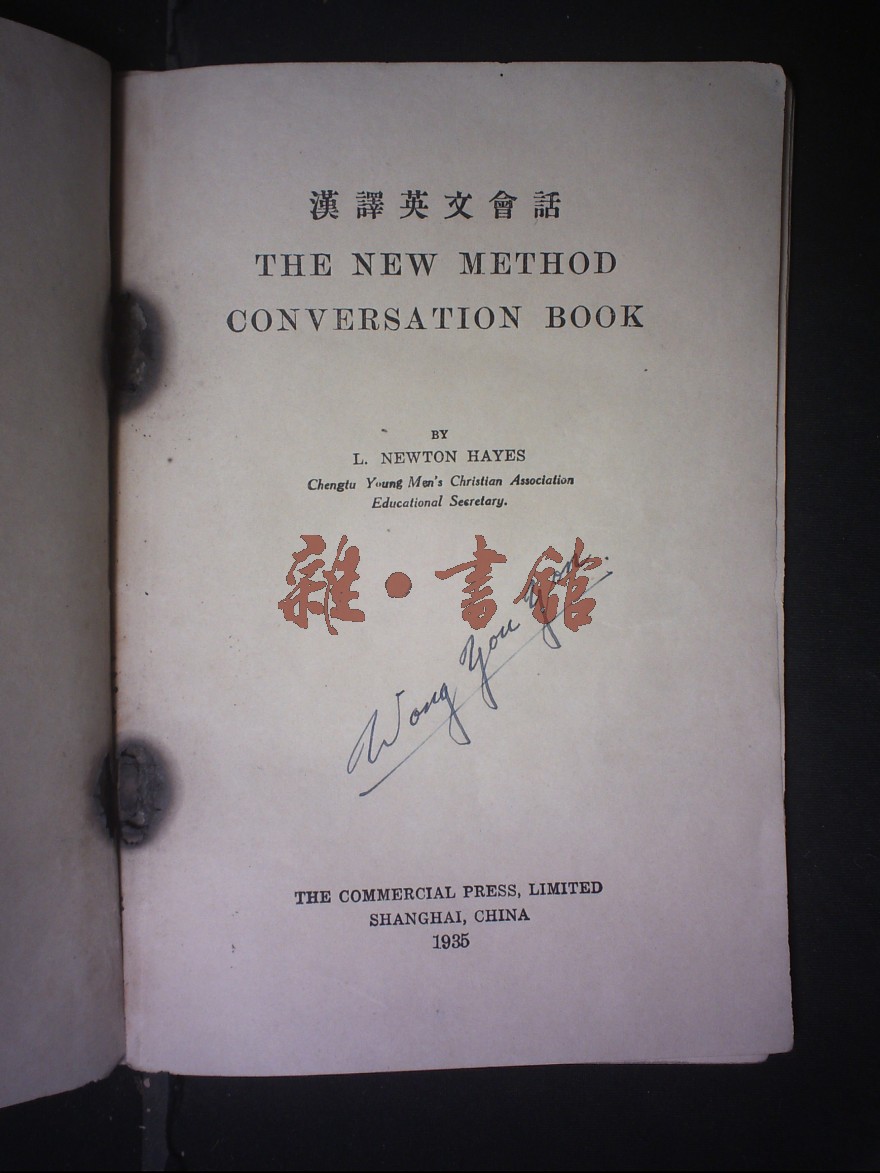 漢譯英文會話
THE NEW METHOD
CONVERSATION BOOK
BY
L. NEWTON HAYES
Chengtu Young Men's Christian Association
Educational Secretary.
雜·書館
Wong You Yon.
THE COMMERCIAL PRESS, LIMITED
SHANGHAI, CHINA
1935